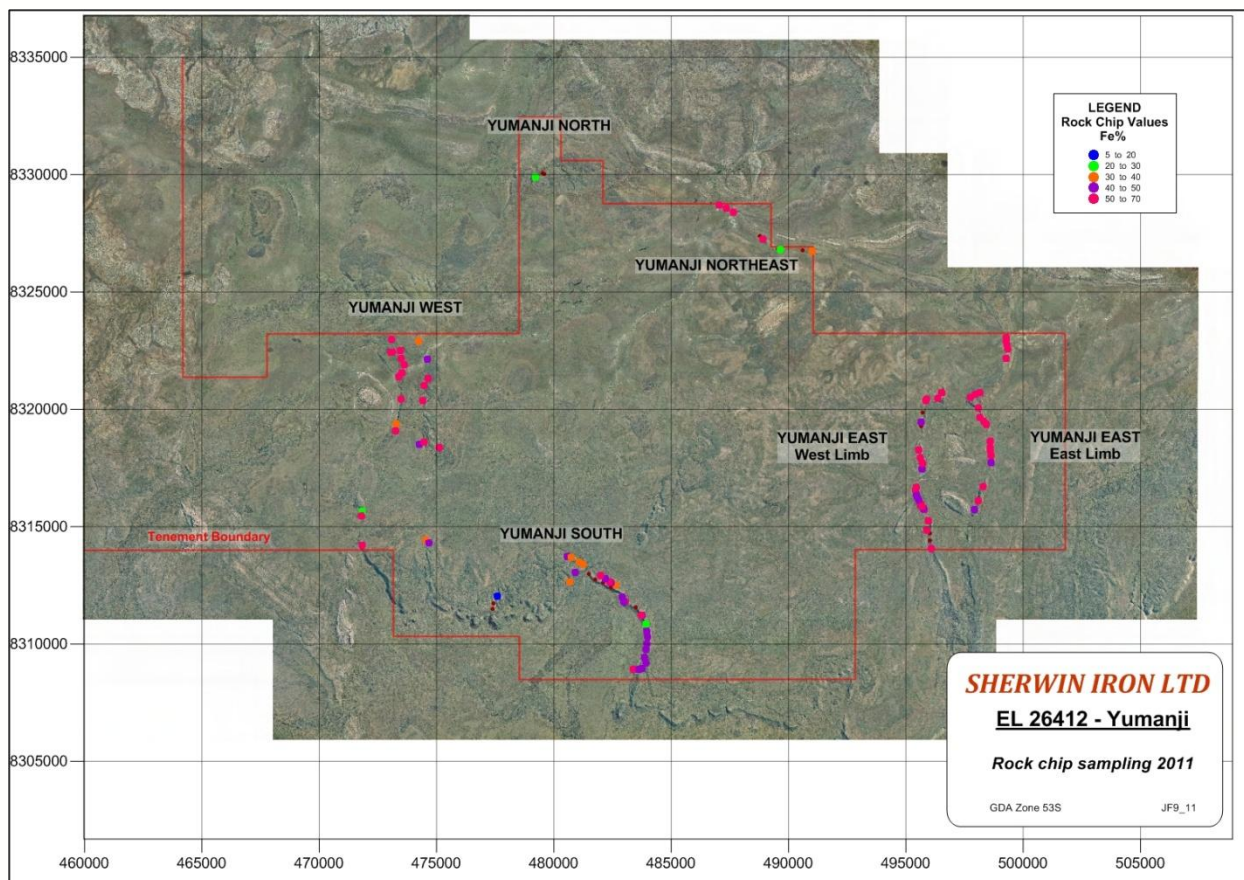 8335000
8330000
8325000
8320000
8315000
8310000
8305000
460000
465000
470000
475000
480000
485000
490000
495000
500000
505000
YUMANJI NORTH
YUMANJI NORTHEAST
YUMANJI WEST
YUMANJI EAST
West Limb
YUMANJI EAST
East Limb
YUMANJI SOUTH
Tenement Boundary
LEGEND
Rock Chip Values
Fe%
5 to 20
20 to 30
30 to 40
40 to 50
50 to 70
SHERWIN IRON LTD
EL 26412 - Yumanji
Rock chip sampling 2011
GDA Zone 53S
JF9_11